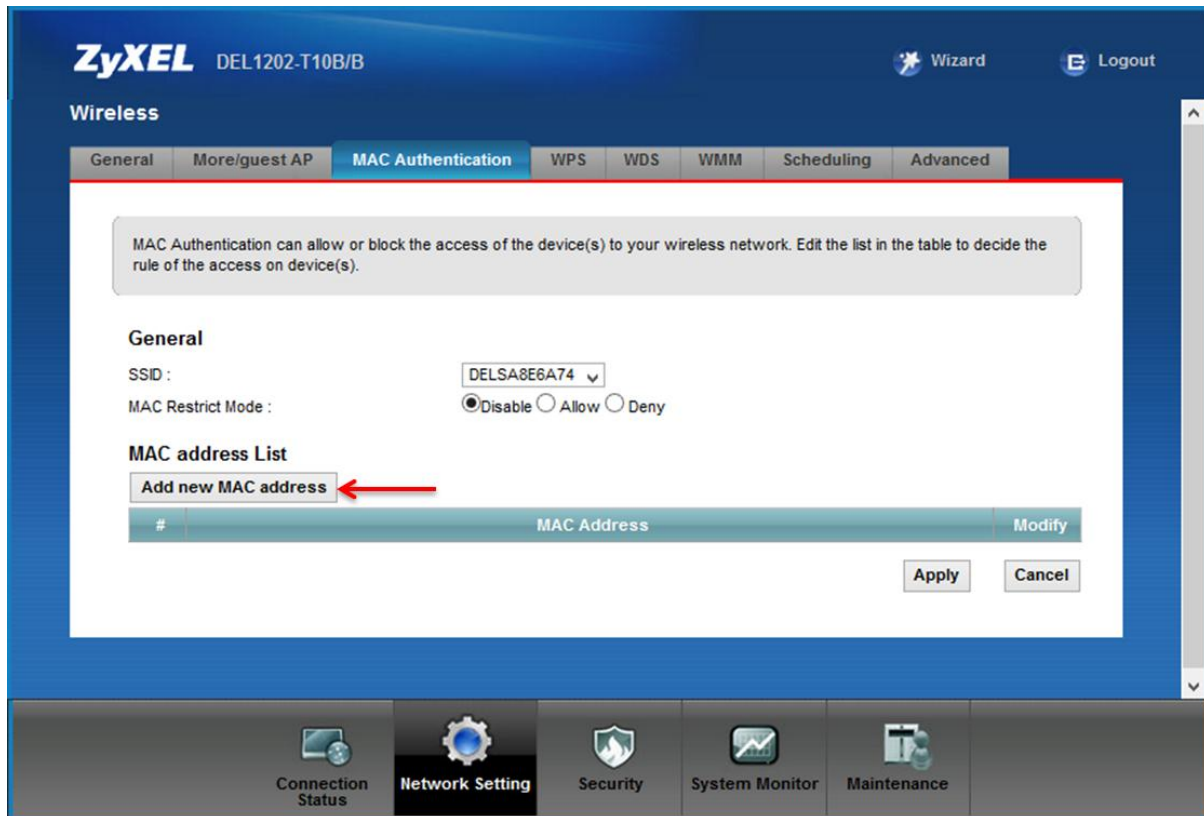 ZyXEL DEL1202-T10B/B
Wizard
Logout
Wireless
General
More/guest AP
MAC Authentication
WPS
WDS
WMM
Scheduling
Advanced
MAC Authentication can allow or block the access of the device(s) to your wireless network. Edit the list in the table to decide the
rule of the access on device(s).
General
SSID : DELSA8E6A74
MAC Restrict Mode : Disable Allow Deny
MAC address List
Add new MAC address
# MAC Address Modify
Apply Cancel
Connection
Status
Network Setting
Security
System Monitor
Maintenance